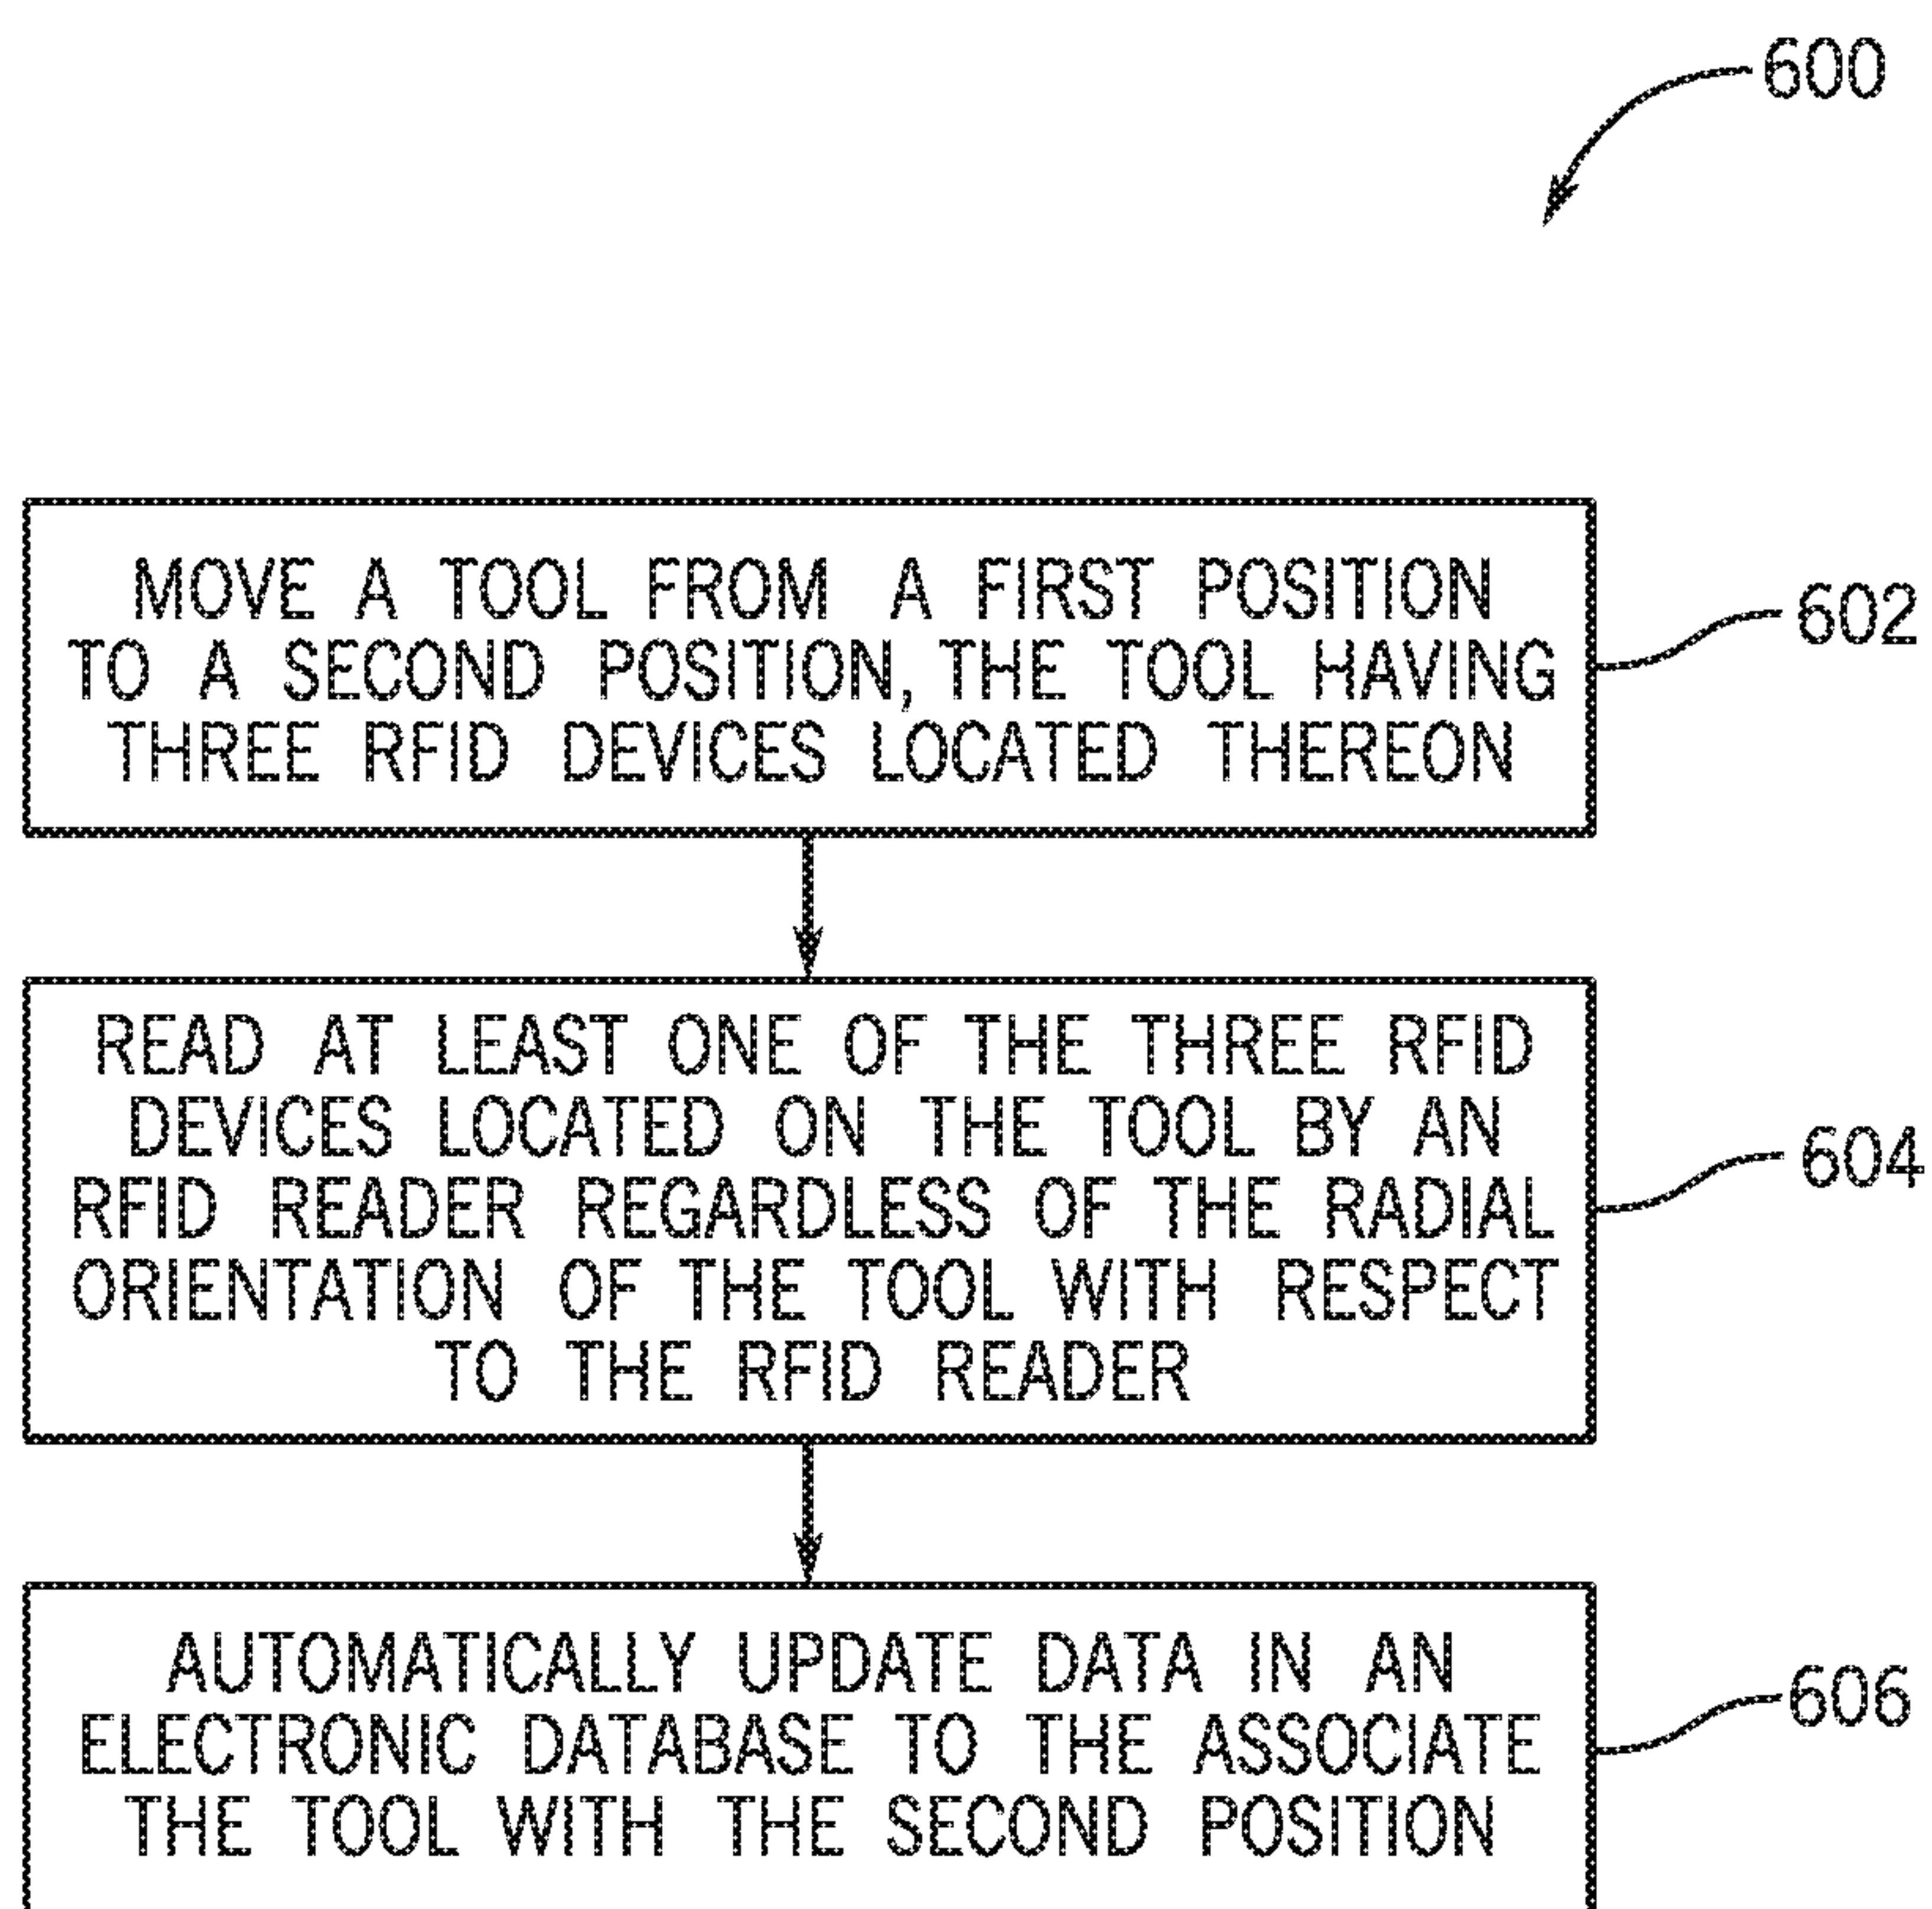 600
MOVE A TOOL FROM A FIRST POSITION
TO A SECOND POSITION, THE TOOL HAVING
THREE RFID DEVICES LOCATED THEREON
602
READ AT LEAST ONE OF THE THREE RFID
DEVICES LOCATED ON THE TOOL BY AN
RFID READER REGARDLESS OF THE RADIAL
ORIENTATION OF THE TOOL WITH RESPECT
TO THE RFID READER
604
AUTOMATICALLY UPDATE DATA IN AN
ELECTRONIC DATABASE TO THE ASSOCIATE
THE TOOL WITH THE SECOND POSITION
606